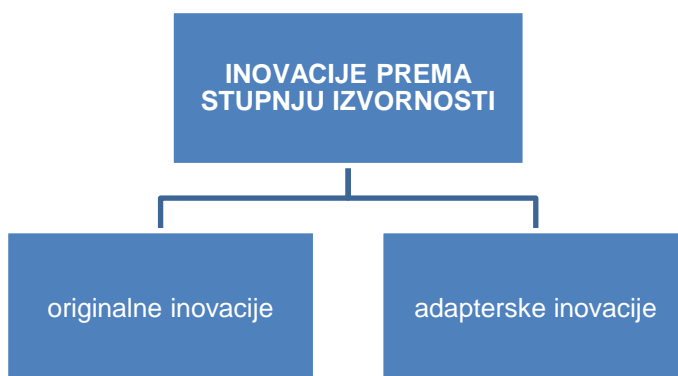 INOVACIJE PREMA
STUPNJU IZVORNOSTI
originalne inovacije
adapterske inovacije